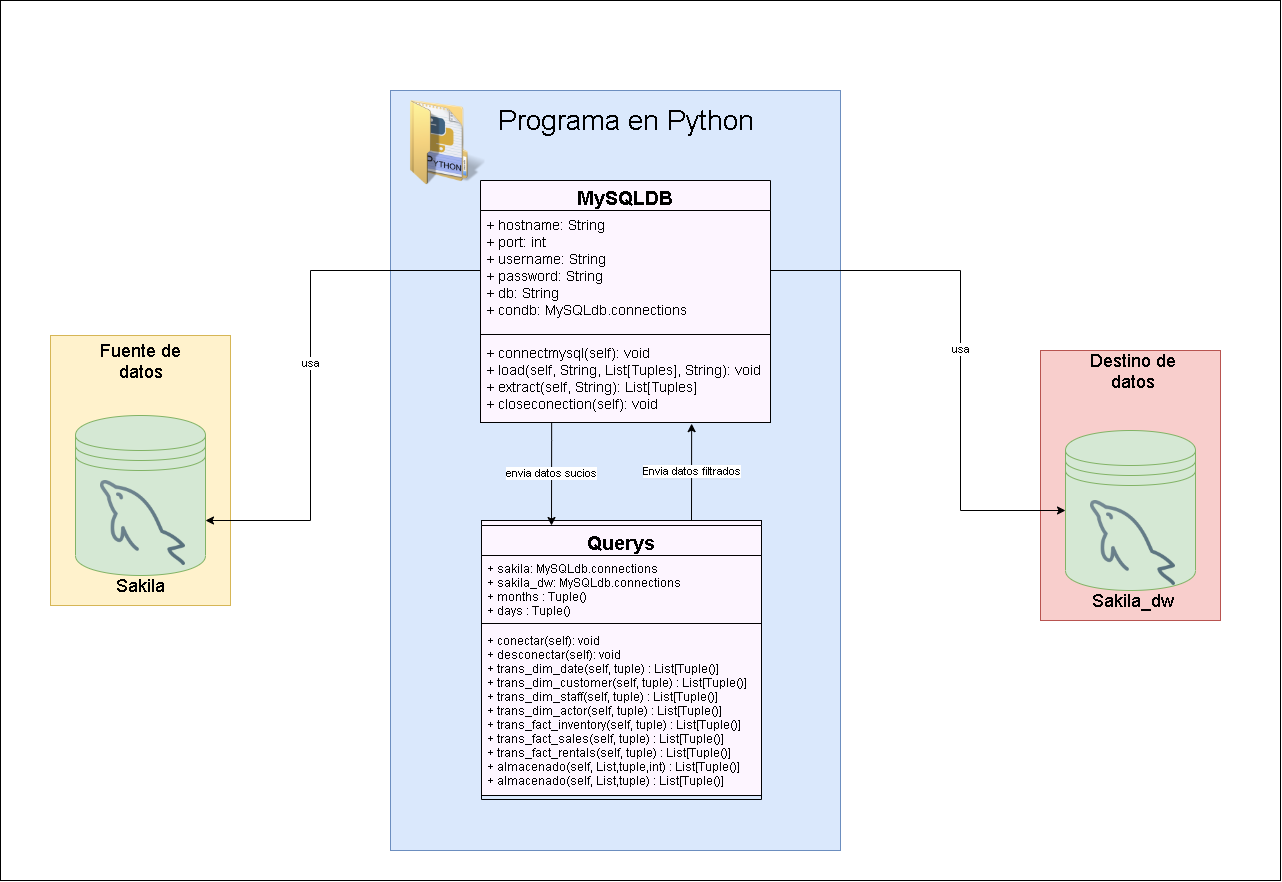 Programa en Python
PYTHON
MySQLDB
+ hostname: String
+ port: int
+ username: String
+ password: String
+ db: String
+ condb: MySQLdb.connections
+ connectmysql(self): void
+ load(self, String, List[Tuples], String): void
+ extract(self, String): List[Tuples]
+ closeconection(self): void
usa
usa
Fuente de
datos
Sakila
Destino de
datos
Sakila_dw
envia datos sucios
Envia datos filtrados
Querys
+ sakila: MySQLdb.connections
+ sakila_dw: MySQLdb.connections
+ months : Tuple()
+ days : Tuple()
+ conectar(self): void
+ desconectar(self): void
+ trans_dim_date(self, tuple) : List[Tuple()]
+ trans_dim_customer(self, tuple) : List[Tuple()]
+ trans_dim_staff(self, tuple) : List[Tuple()]
+ trans_dim_actor(self, tuple) : List[Tuple()]
+ trans_fact_inventory(self, tuple) : List[Tuple()]
+ trans_fact_sales(self, tuple) : List[Tuple()]
+ trans_fact_rentals(self, tuple) : List[Tuple()]
+ almacenado(self, List,tuple,int) : List[Tuple()]
+ almacenado(self, List,tuple) : List[Tuple()]